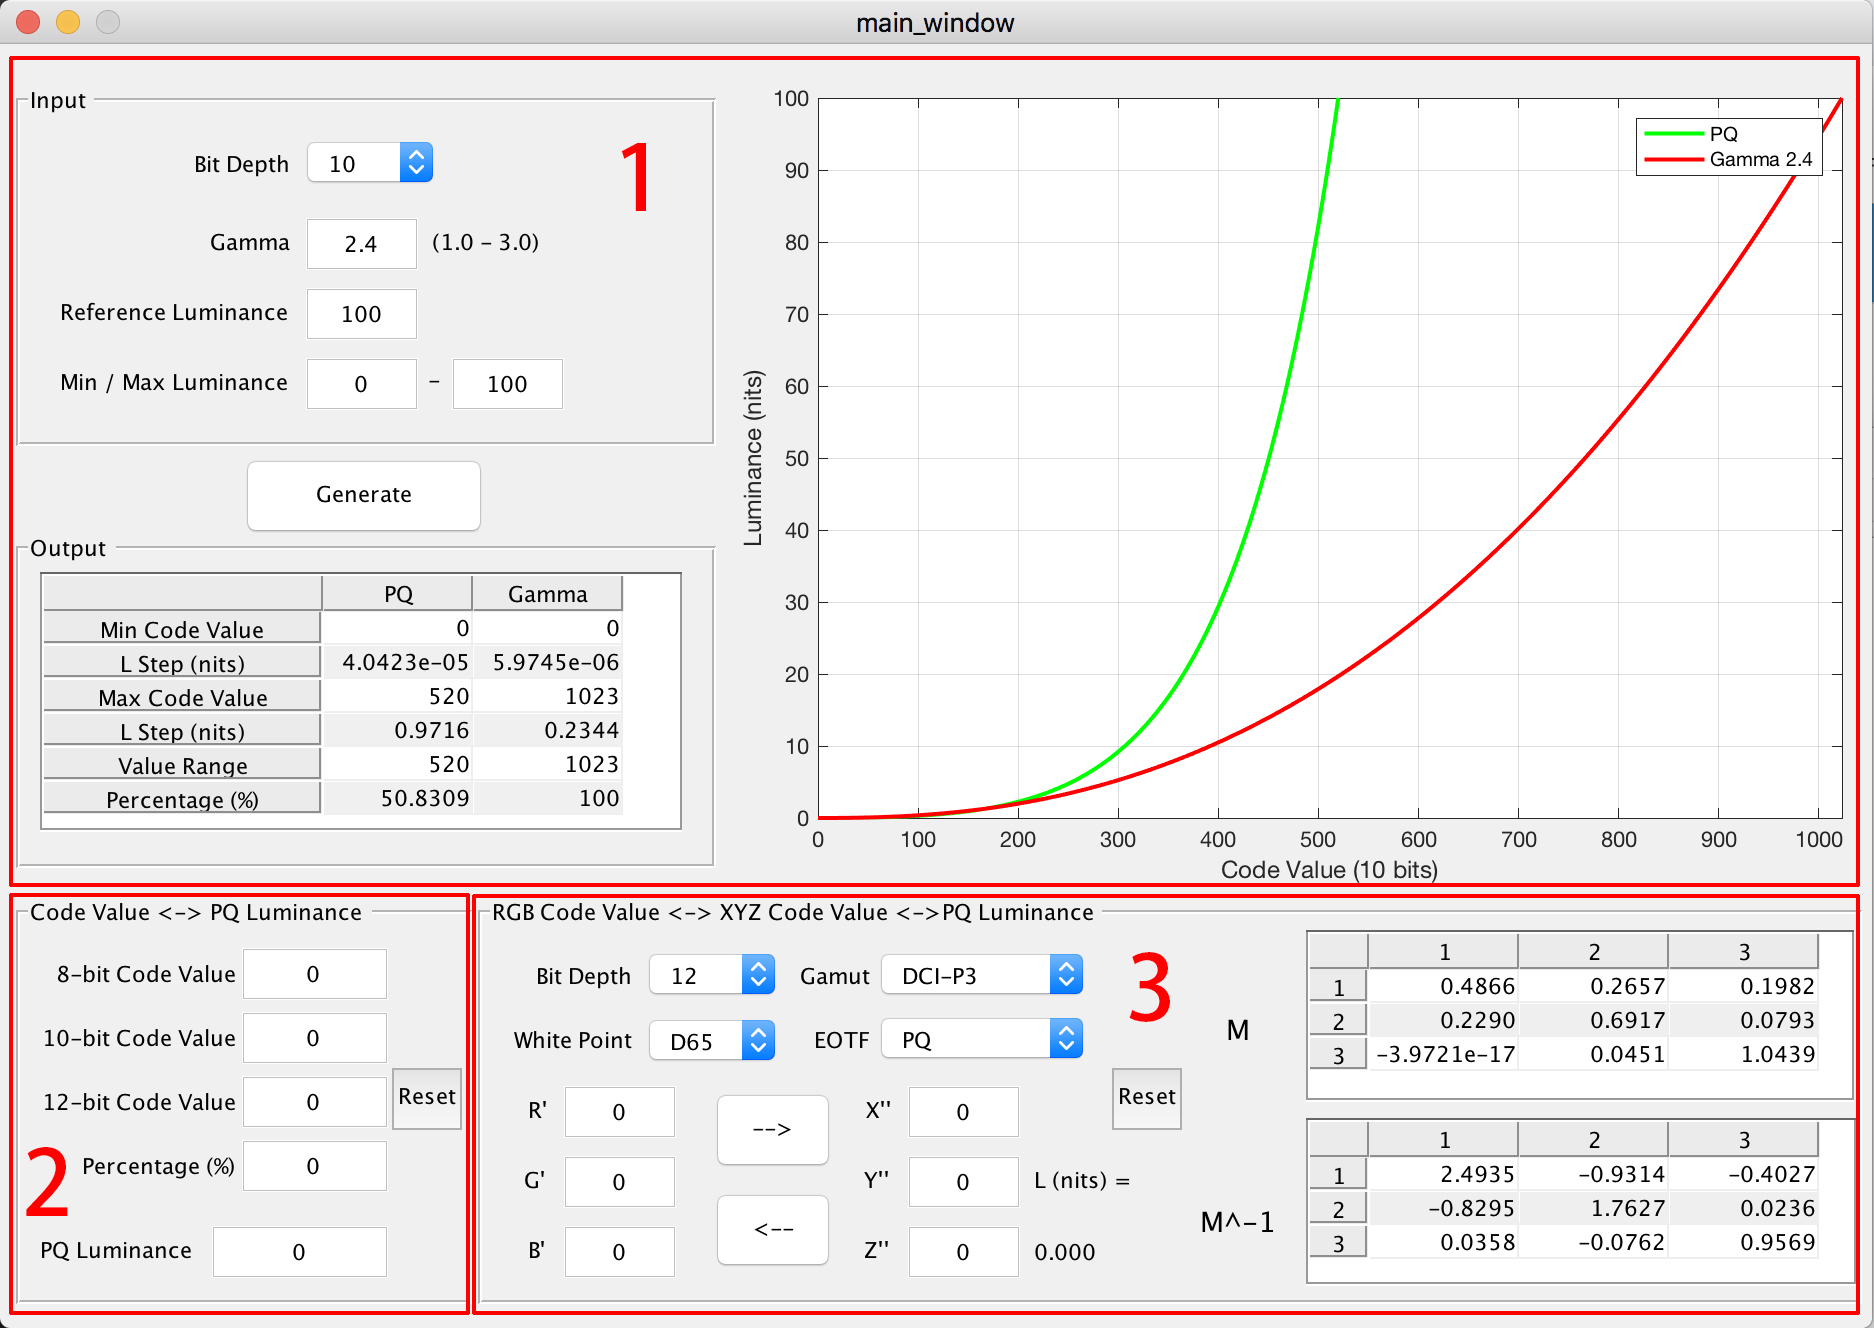 main_window
Input
1
Bit Depth 10
Gamma 2.4 (1.0 - 3.0)
Reference Luminance 100
Min / Max Luminance 0 - 100
Generate
Output
PQ Gamma
Min Code Value 0 0
L Step (nits) 4.0423e-05 5.9745e-06
Max Code Value 520 1023
L Step (nits) 0.9716 0.2344
Value Range 520 1023
Percentage (%) 50.8309 100
100
90
80
70
60
50
40
30
20
10
0
Luminance (nits)
PQ
Gamma 2.4
0 100 200 300 400 500 600 700 800 900 1000
Code Value (10 bits)
Code Value <-> PQ Luminance
8-bit Code Value 0
10-bit Code Value 0
12-bit Code Value 0
Reset
Percentage (%) 0
2
PQ Luminance 0
RGB Code Value <-> XYZ Code Value <->PQ Luminance
Bit Depth 12 Gamut DCI-P3
3
White Point D65 EOTF PQ
R' 0 --> X'' 0 Reset
G' 0 Y'' 0 L (nits) =
B' 0 <-- Z'' 0 0.000
M
1 2 3
1 0.4866 0.2657 0.1982
2 0.2290 0.6917 0.0793
3 -3.9721e-17 0.0451 1.0439
M^-1
1 2 3
1 2.4935 -0.9314 -0.4027
2 -0.8295 1.7627 0.0236
3 0.0358 -0.0762 0.9569